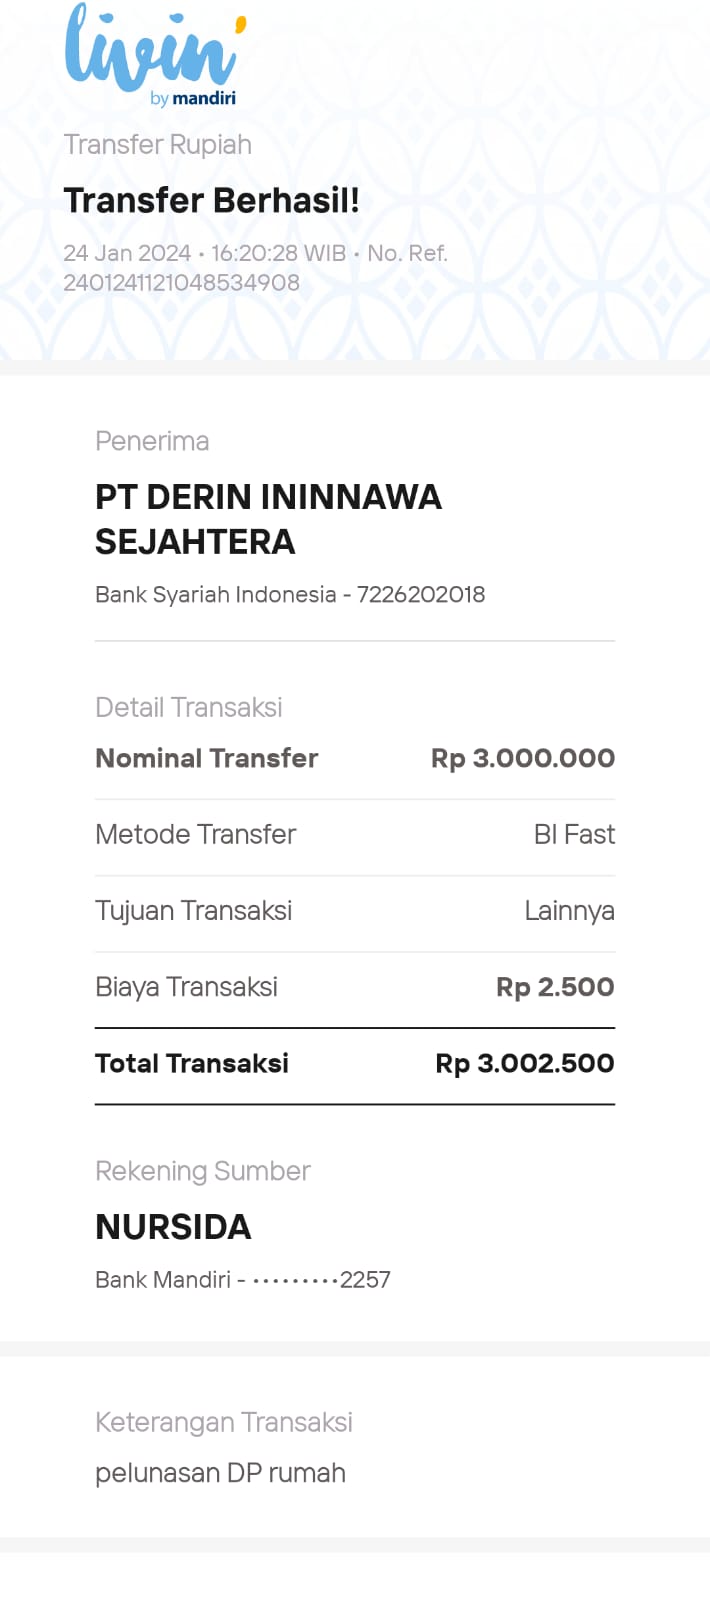 livin'
by mandiri
Transfer Rupiah
Transfer Berhasil!
24 Jan 2024 • 16:20:28 WIB • No. Ref.
2401241121048534908
Penerima
PT DERIN ININNAWA
SEJAHTERA
Bank Syariah Indonesia - 7226202018
Detail Transaksi
Nominal Transfer Rp 3.000.000
Metode Transfer BI Fast
Tujuan Transaksi Lainnya
Biaya Transaksi Rp 2.500
Total Transaksi Rp 3.002.500
Rekening Sumber
NURSIDA
Bank Mandiri - •••••••••2257
Keterangan Transaksi
pelunasan DP rumah